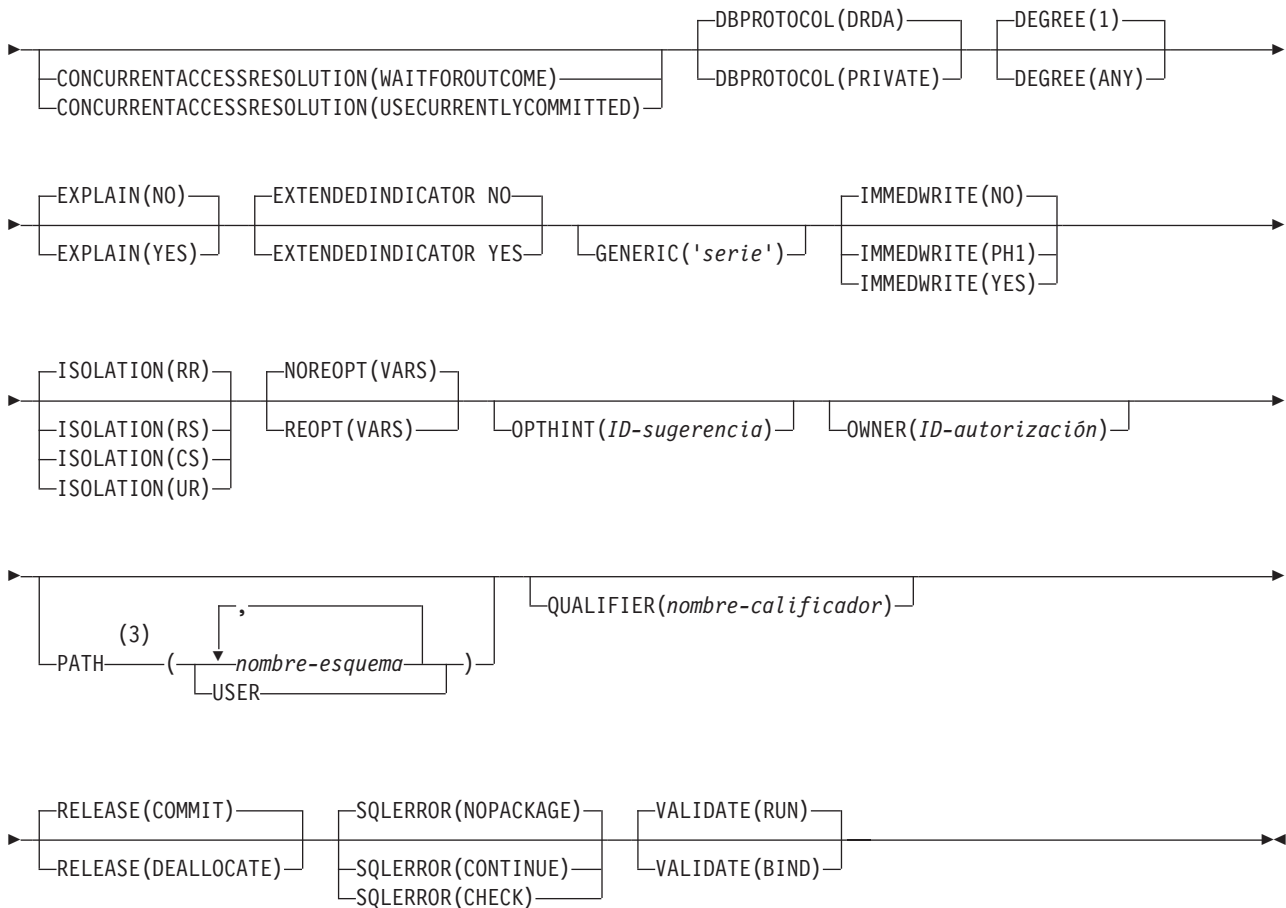 DBPROTOCOL(DRDA) DEGREE(1)
CONCURRENTACCESSRESOLUTION(WAITFOROUTCOME) DBPROTOCOL(PRIVATE) DEGREE(ANY)
CONCURRENTACCESSRESOLUTION(USECURRENTLYCOMMITTED)
EXPLAIN(NO) EXTENDEDINDICATOR NO IMMEDWRITE(NO)
EXPLAIN(YES) EXTENDEDINDICATOR YES GENERIC('serie') IMMEDWRITE(PH1)
IMMEDWRITE(YES)
ISOLATION(RR) NOREOPT(VARS)
ISOLATION(RS) REOPT(VARS) OPTHINT(ID-sugerencia) OWNER(ID-autorización)
ISOLATION(CS)
ISOLATION(UR)
, QUALIFIER(nombre-calificador)
(3)
PATH ( nombre-esquema )
USER
RELEASE(COMMIT) SQLERROR(NOPACKAGE) VALIDATE(RUN)
RELEASE(DEALLOCATE) SQLERROR(CONTINUE) VALIDATE(BIND)
SQLERROR(CHECK)